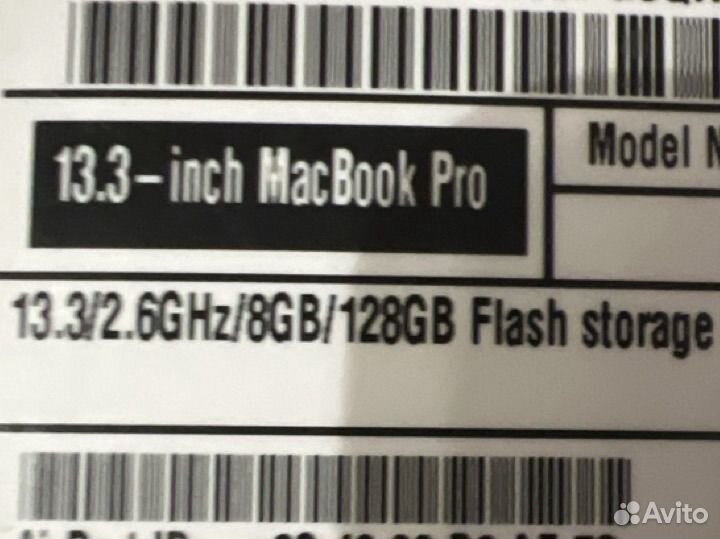 13.3-inch MacBook Pro
Model
13.3/2.6GHz/8GB/128GB Flash storage
Avito